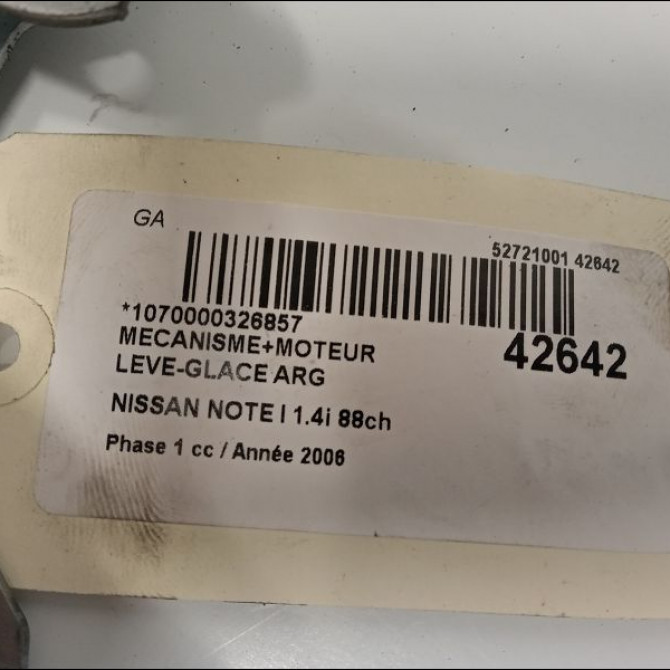 GA
52721001 42642
*1070000326857
42642
MECANISME+MOTEUR
LEVE-GLACE ARG
NISSAN NOTE I 1.4i 88ch
Phase 1 cc / Année 2006